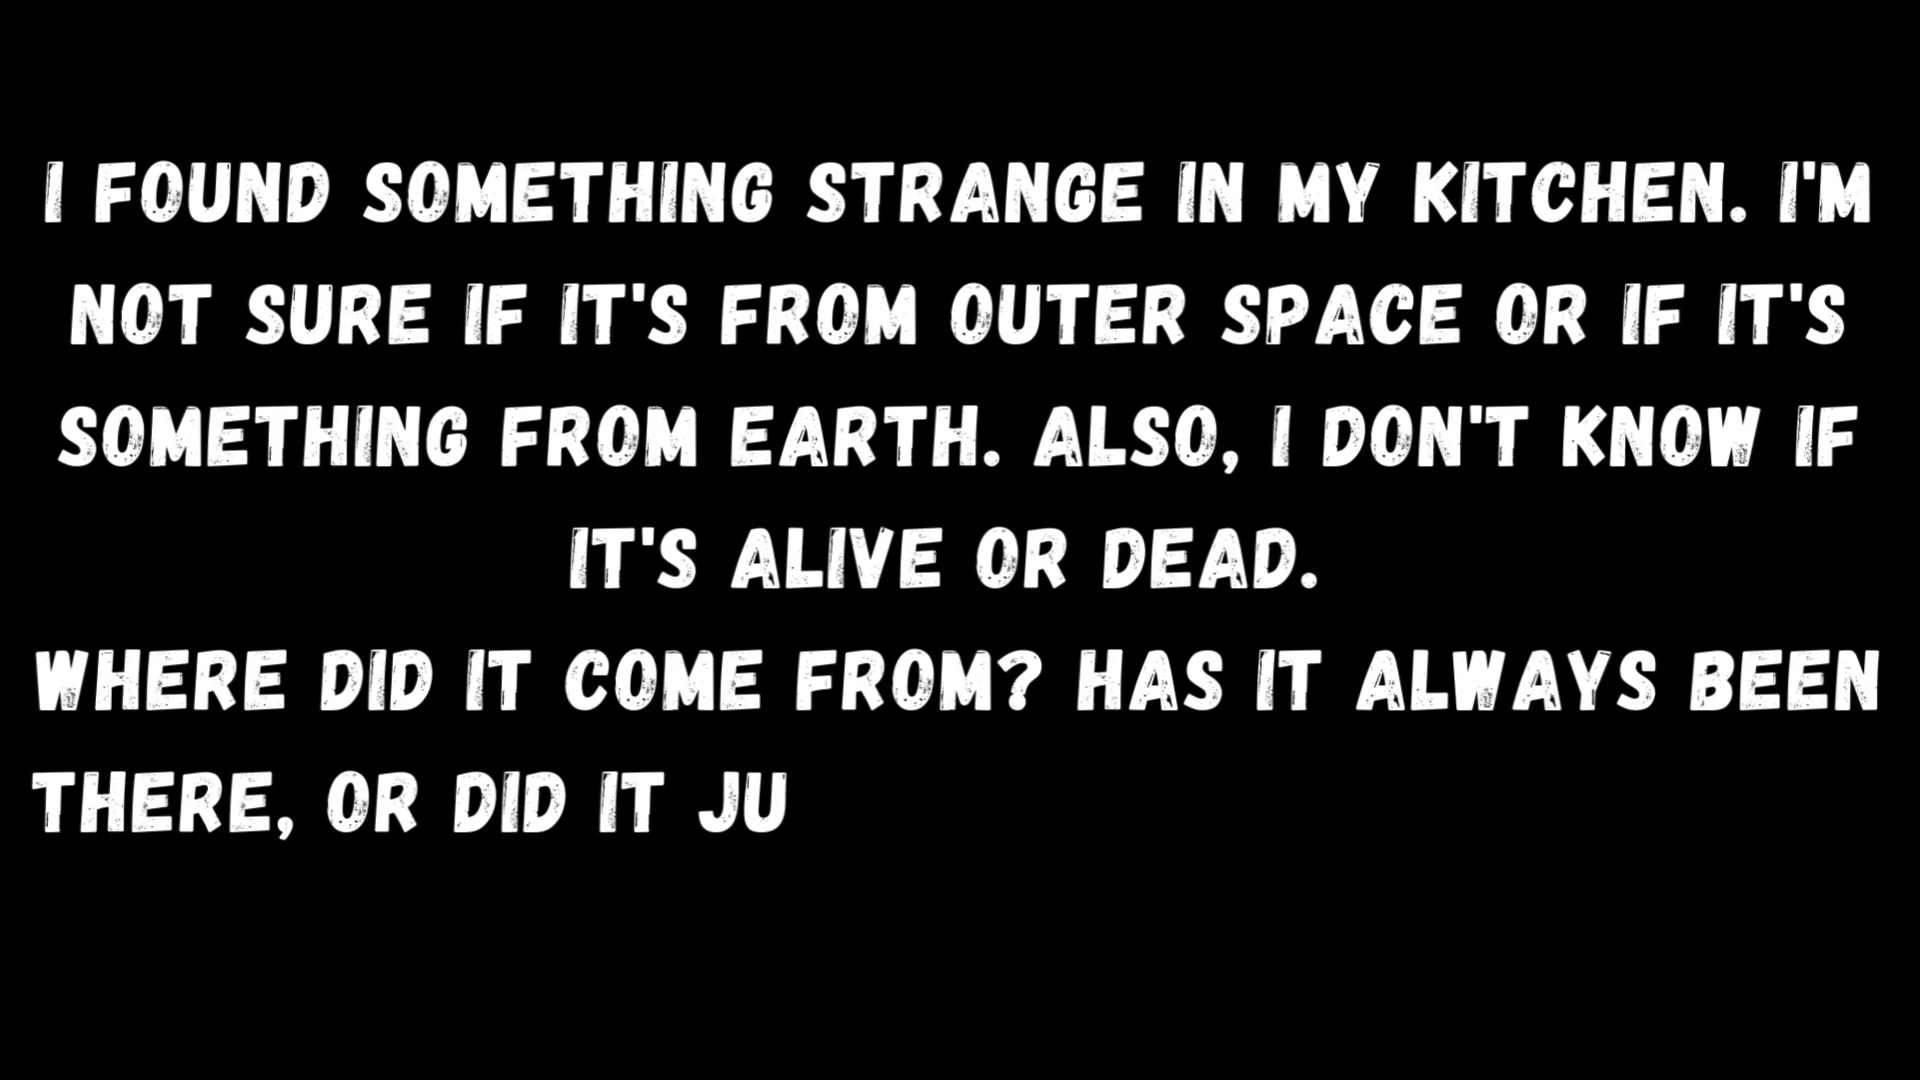 I FOUND SOMETHING STRANGE IN MY KITCHEN. I'M
NOT SURE IF IT'S FROM OUTER SPACE OR IF IT'S
SOMETHING FROM EARTH. ALSO, I DON'T KNOW IF
IT'S ALIVE OR DEAD.
WHERE DID IT COME FROM? HAS IT ALWAYS BEEN
THERE, OR DID IT JU